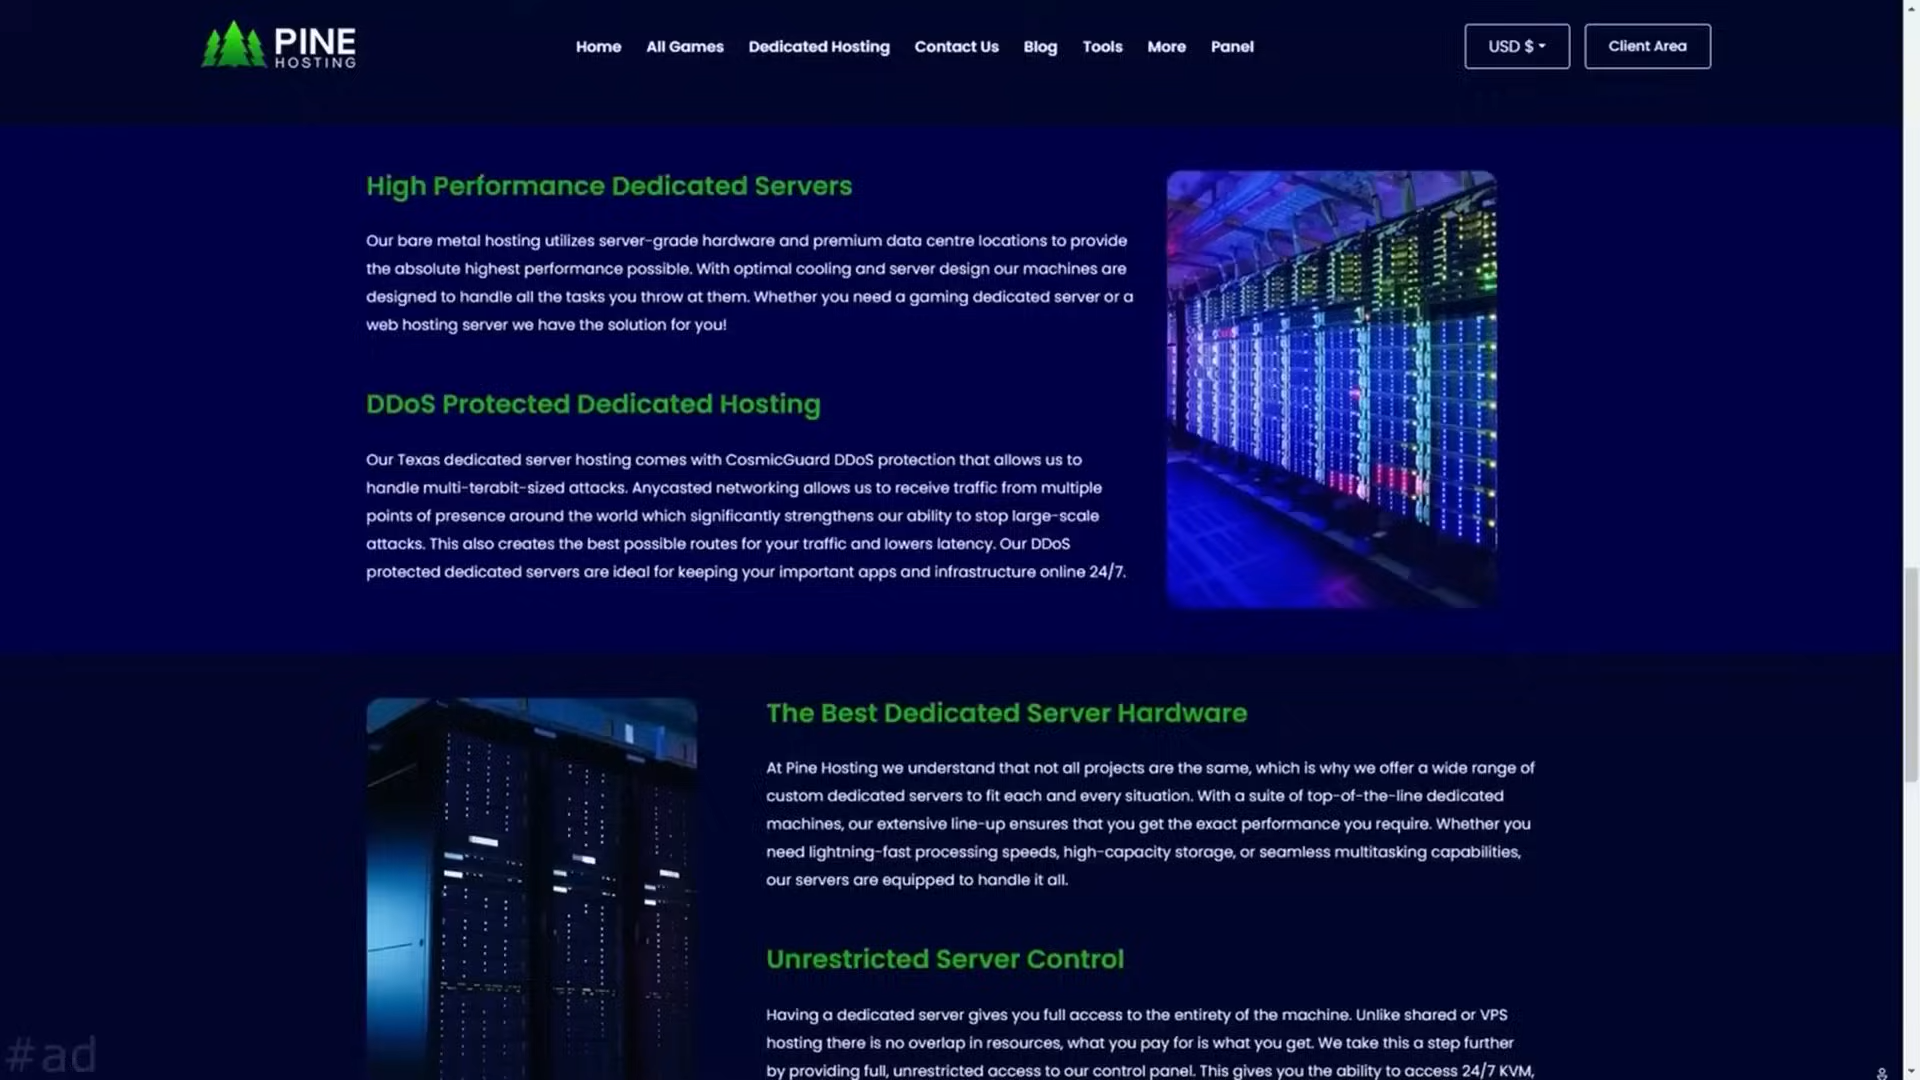 PINE
HOSTING
Home All Games Dedicated Hosting Contact Us Blog Tools More Panel
USD $
Client Area
High Performance Dedicated Servers
Our bare metal hosting utilizes server-grade hardware and premium data centre locations to provide
the absolute highest performance possible. With optimal cooling and server design our machines are
designed to handle all the tasks you throw at them. Whether you need a gaming dedicated server or a
web hosting server we have the solution for you!
DDoS Protected Dedicated Hosting
Our Texas dedicated server hosting comes with CosmicGuard DDoS protection that allows us to
handle multi-terabit-sized attacks. Anycasted networking allows us to receive traffic from multiple
points of presence around the world which significantly strengthens our ability to stop large-scale
attacks. This also creates the best possible routes for your traffic and lowers latency. Our DDoS
protected dedicated servers are ideal for keeping your important apps and infrastructure online 24/7.
The Best Dedicated Server Hardware
At Pine Hosting we understand that not all projects are the same, which is why we offer a wide range of
custom dedicated servers to fit each and every situation. With a suite of top-of-the-line dedicated
machines, our extensive line-up ensures that you get the exact performance you require. Whether you
need lightning-fast processing speeds, high-capacity storage, or seamless multitasking capabilities,
our servers are equipped to handle it all.
Unrestricted Server Control
Having a dedicated server gives you full access to the entirety of the machine. Unlike shared or VPS
hosting there is no overlap in resources, what you pay for is what you get. We take this a step further
by providing full, unrestricted access to our control panel. This gives you the ability to access 24/7 KVM,
#ad